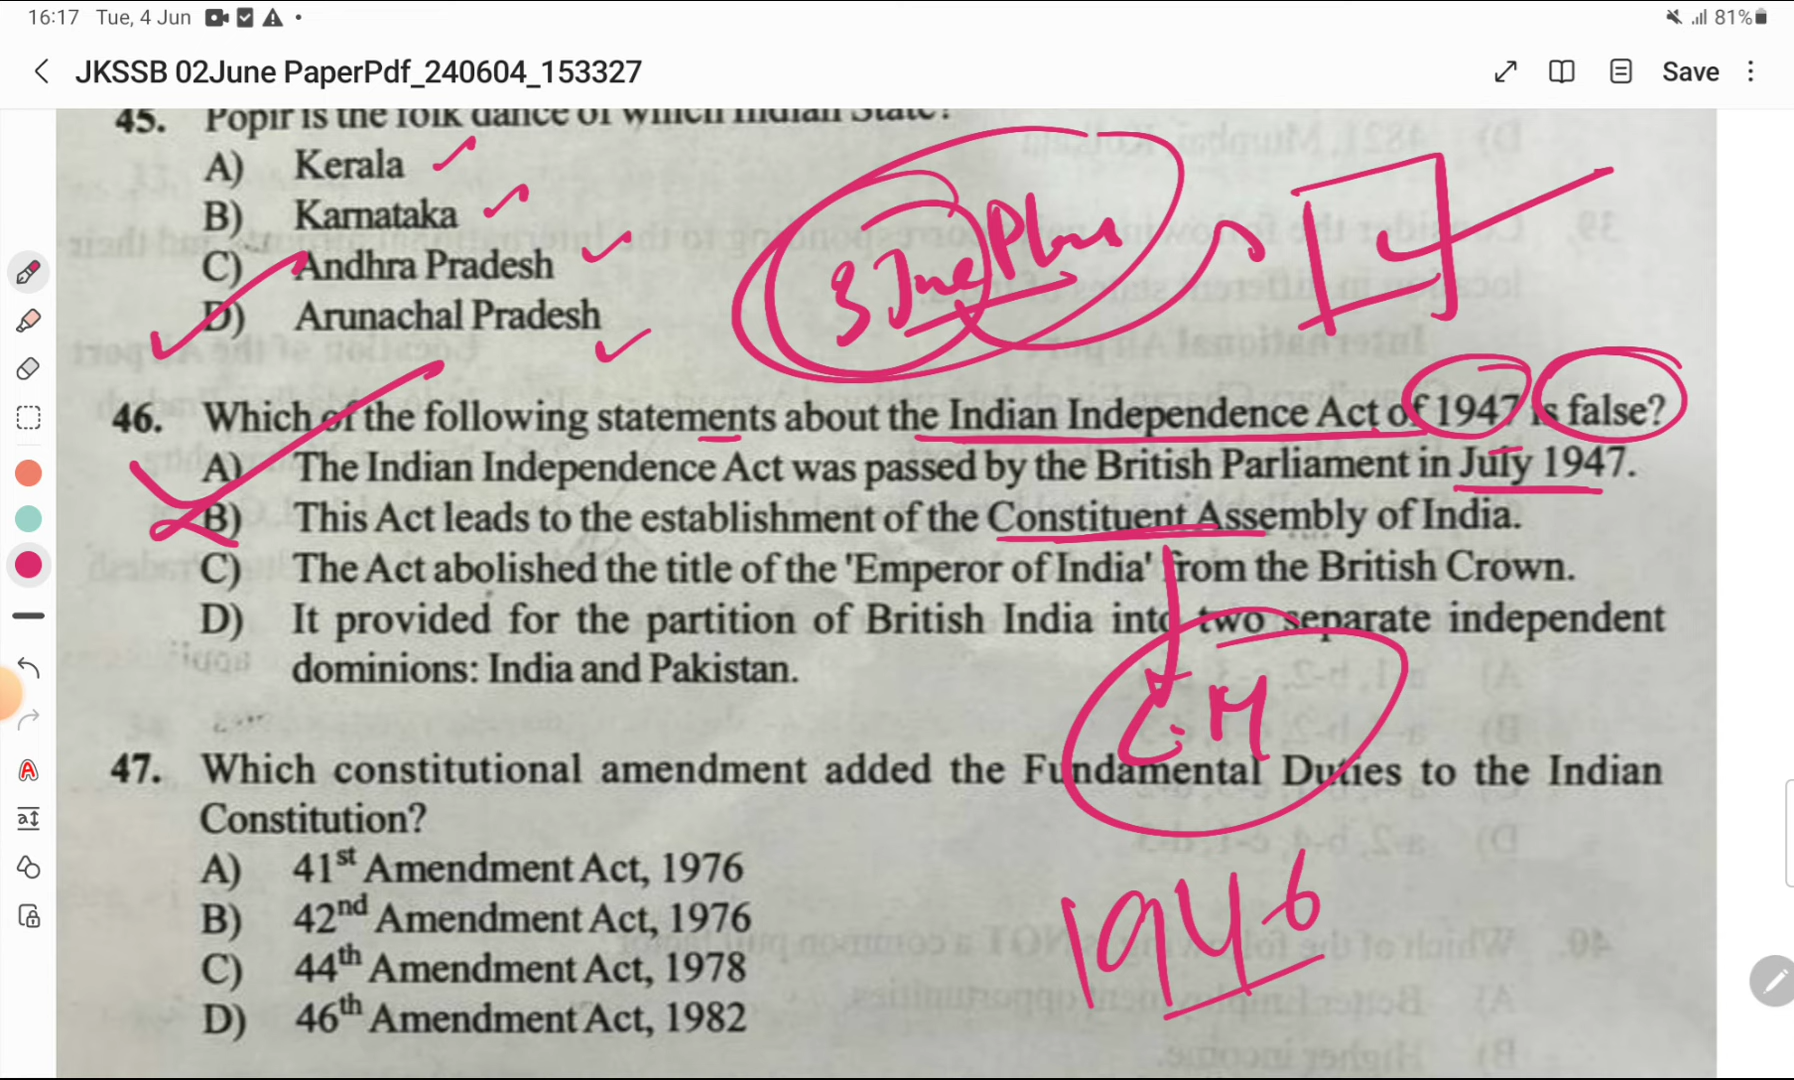 16:17 Tue, 4 Jun
81%
JKSSB 02June PaperPdf_240604_153327
Save
45. Popir is the folk dance of which Indian State?
A) Kerala
B) Karnataka
C) Andhra Pradesh
D) Arunachal Pradesh
3 June Plan
46. Which of the following statements about the Indian Independence Act of 1947 is false?
A) The Indian Independence Act was passed by the British Parliament in July 1947.
B) This Act leads to the establishment of the Constituent Assembly of India.
C) The Act abolished the title of the 'Emperor of India' from the British Crown.
D) It provided for the partition of British India into two separate independent
dominions: India and Pakistan.
C.M
47. Which constitutional amendment added the Fundamental Duties to the Indian
Constitution?
A) 41st Amendment Act, 1976
B) 42nd Amendment Act, 1976
C) 44th Amendment Act, 1978
D) 46th Amendment Act, 1982
1946